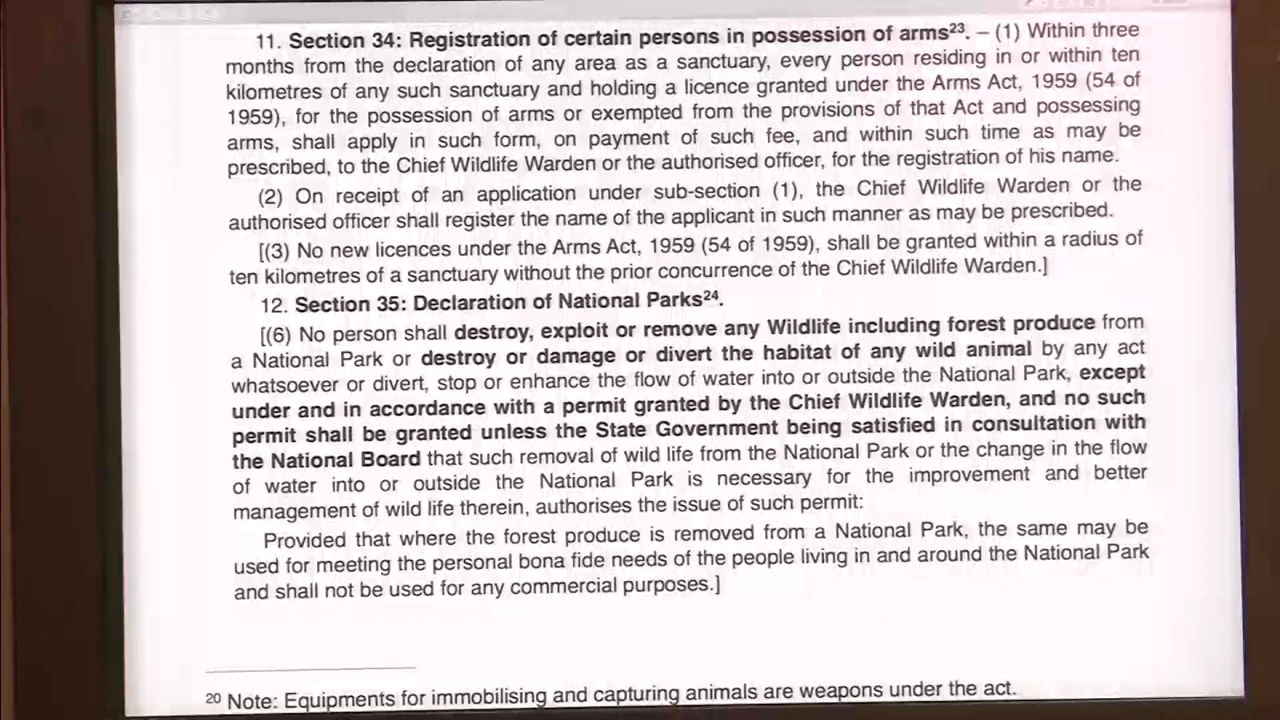 11. Section 34: Registration of certain persons in possession of arms23. – (1) Within three
months from the declaration of any area as a sanctuary, every person residing in or within ten
kilometres of any such sanctuary and holding a licence granted under the Arms Act, 1959 (54 of
1959), for the possession of arms or exempted from the provisions of that Act and possessing
arms, shall apply in such form, on payment of such fee, and within such time as may be
prescribed, to the Chief Wildlife Warden or the authorised officer, for the registration of his name.
(2) On receipt of an application under sub-section (1), the Chief Wildlife Warden or the
authorised officer shall register the name of the applicant in such manner as may be prescribed.
[(3) No new licences under the Arms Act, 1959 (54 of 1959), shall be granted within a radius of
ten kilometres of a sanctuary without the prior concurrence of the Chief Wildlife Warden.]
12. Section 35: Declaration of National Parks24.
[(6) No person shall destroy, exploit or remove any Wildlife including forest produce from
a National Park or destroy or damage or divert the habitat of any wild animal by any act
whatsoever or divert, stop or enhance the flow of water into or outside the National Park, except
under and in accordance with a permit granted by the Chief Wildlife Warden, and no such
permit shall be granted unless the State Government being satisfied in consultation with
the National Board that such removal of wild life from the National Park or the change in the flow
of water into or outside the National Park is necessary for the improvement and better
management of wild life therein, authorises the issue of such permit:
Provided that where the forest produce is removed from a National Park, the same may be
used for meeting the personal bona fide needs of the people living in and around the National Park
and shall not be used for any commercial purposes.]
20 Note: Equipments for immobilising and capturing animals are weapons under the act.